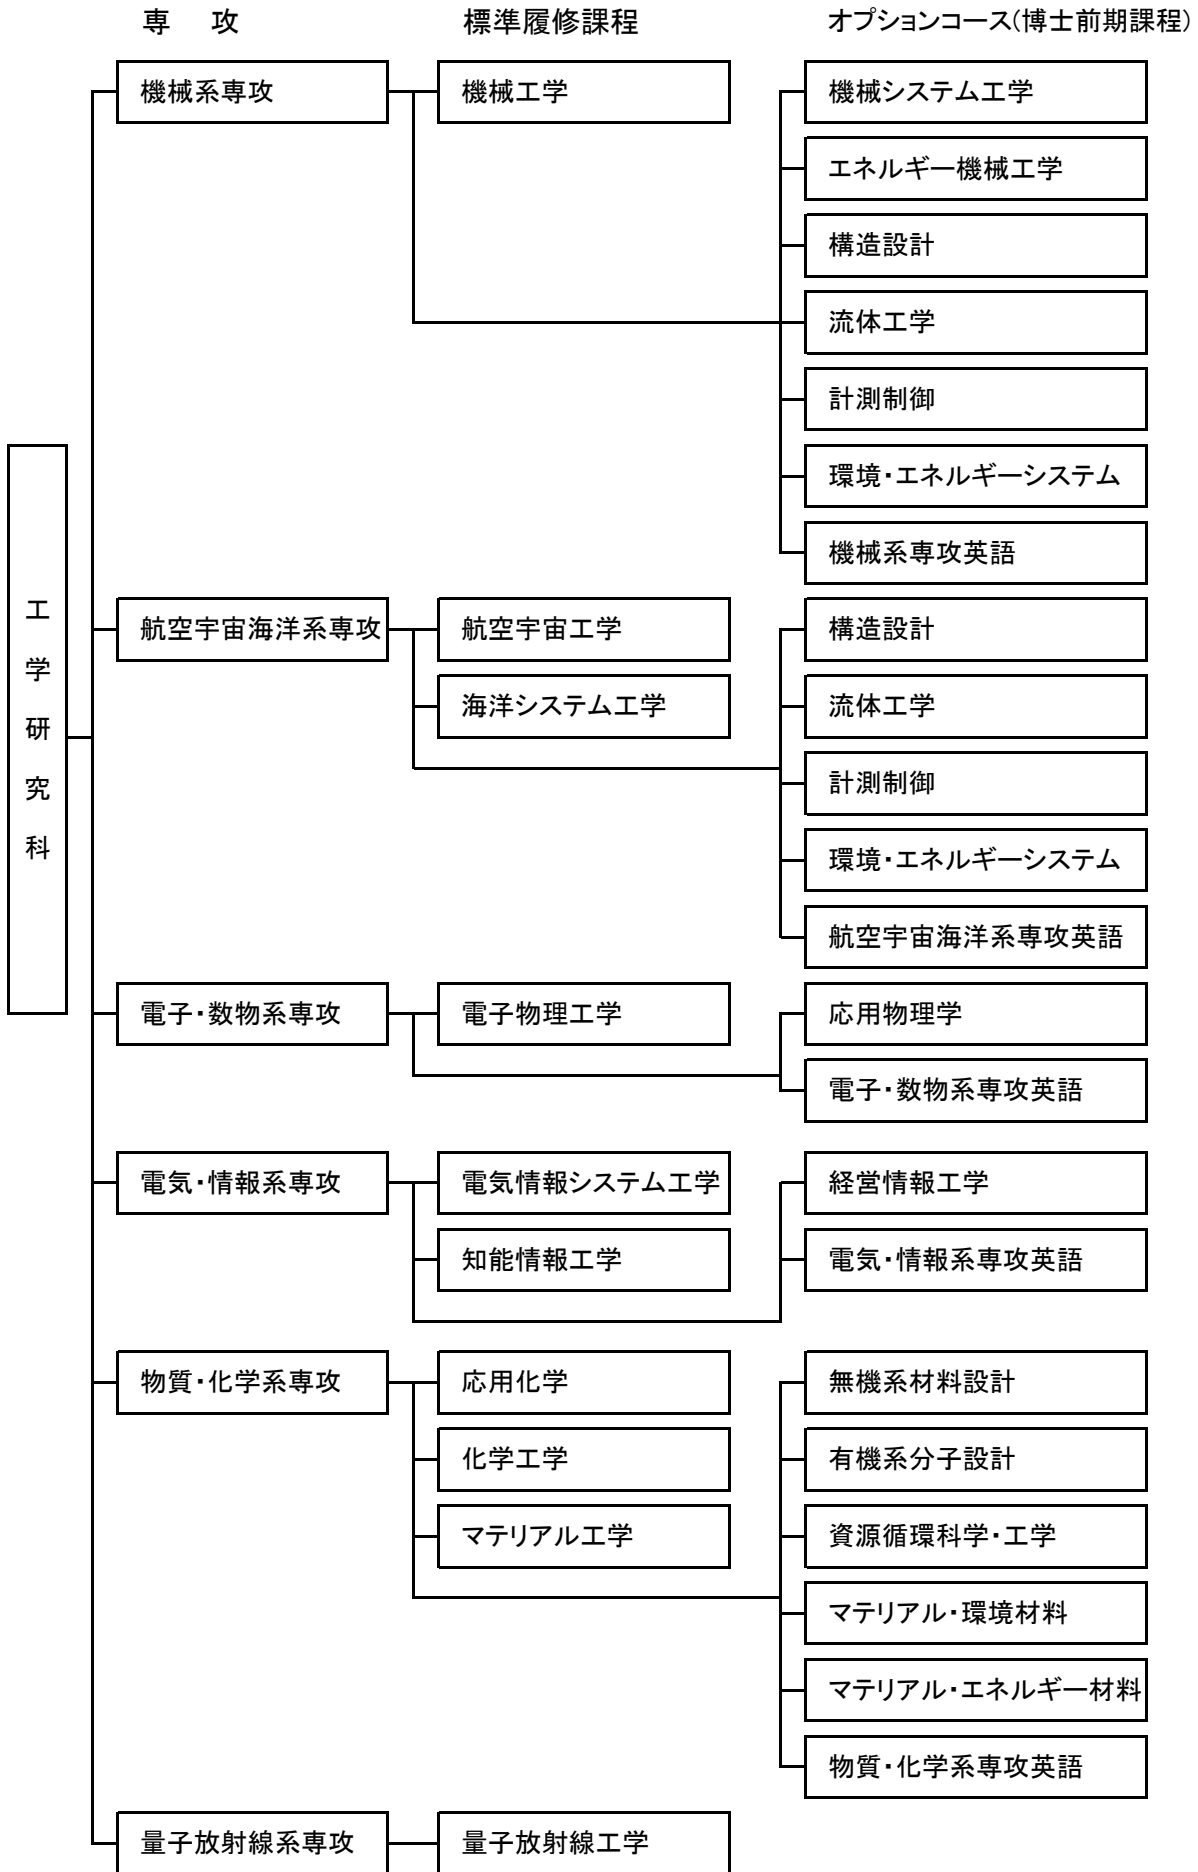 専 攻 標準履修課程 オプションコース(博士前期課程)
機械系専攻 機械工学 機械システム工学
エネルギー機械工学
構造設計
流体工学
計測制御
環境・エネルギーシステム
機械系専攻英語
工学研究科
航空宇宙海洋系専攻 航空宇宙工学 構造設計
海洋システム工学 流体工学
計測制御
環境・エネルギーシステム
航空宇宙海洋系専攻英語
電子・数物系専攻 電子物理工学 応用物理学
電子・数物系専攻英語
電気・情報系専攻 電気情報システム工学 経営情報工学
知能情報工学 電気・情報系専攻英語
物質・化学系専攻 応用化学 無機系材料設計
化学工学 有機系分子設計
マテリアル工学 資源循環科学・工学
マテリアル・環境材料
マテリアル・エネルギー材料
物質・化学系専攻英語
量子放射線系専攻 量子放射線工学